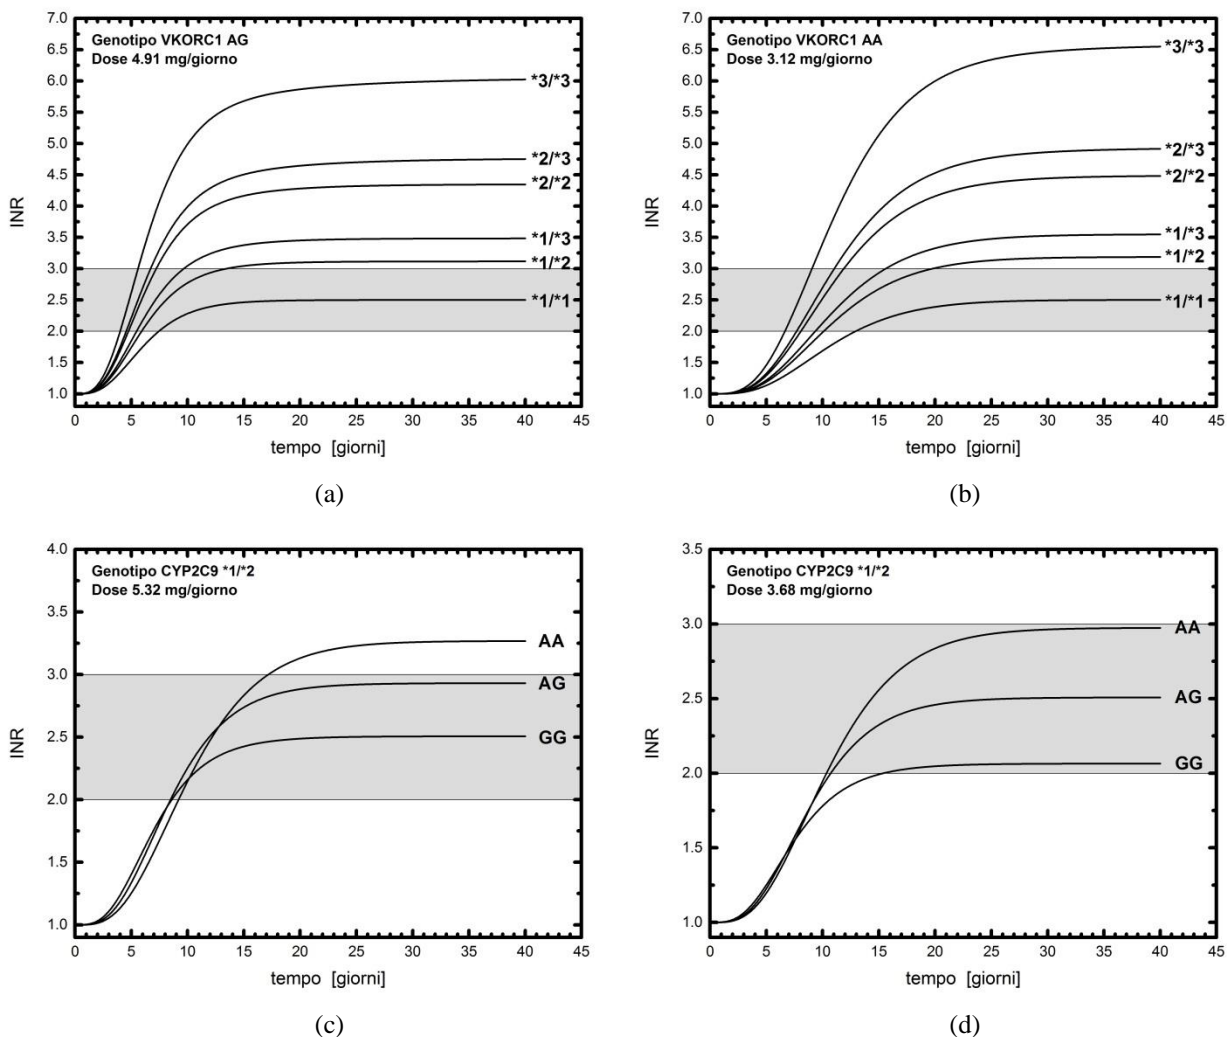 Genotipo VKORC1 AG
Dose 4.91 mg/giorno
7.0
6.5
6.0
5.5
5.0
4.5
4.0
3.5
3.0
2.5
2.0
1.5
1.0
INR
*3/*3
*2/*3
*2/*2
*1/*3
*1/*2
*1/*1
0 5 10 15 20 25 30 35 40 45
tempo [giorni]
(a)
Genotipo VKORC1 AA
Dose 3.12 mg/giorno
7.0
6.5
6.0
5.5
5.0
4.5
4.0
3.5
3.0
2.5
2.0
1.5
1.0
INR
*3/*3
*2/*3
*2/*2
*1/*3
*1/*2
*1/*1
0 5 10 15 20 25 30 35 40 45
tempo [giorni]
(b)
Genotipo CYP2C9 *1/*2
Dose 5.32 mg/giorno
4.0
3.5
3.0
2.5
2.0
1.5
1.0
INR
AA
AG
GG
0 5 10 15 20 25 30 35 40 45
tempo [giorni]
(c)
Genotipo CYP2C9 *1/*2
Dose 3.68 mg/giorno
3.5
3.0
2.5
2.0
1.5
1.0
INR
AA
AG
GG
0 5 10 15 20 25 30 35 40 45
tempo [giorni]
(d)